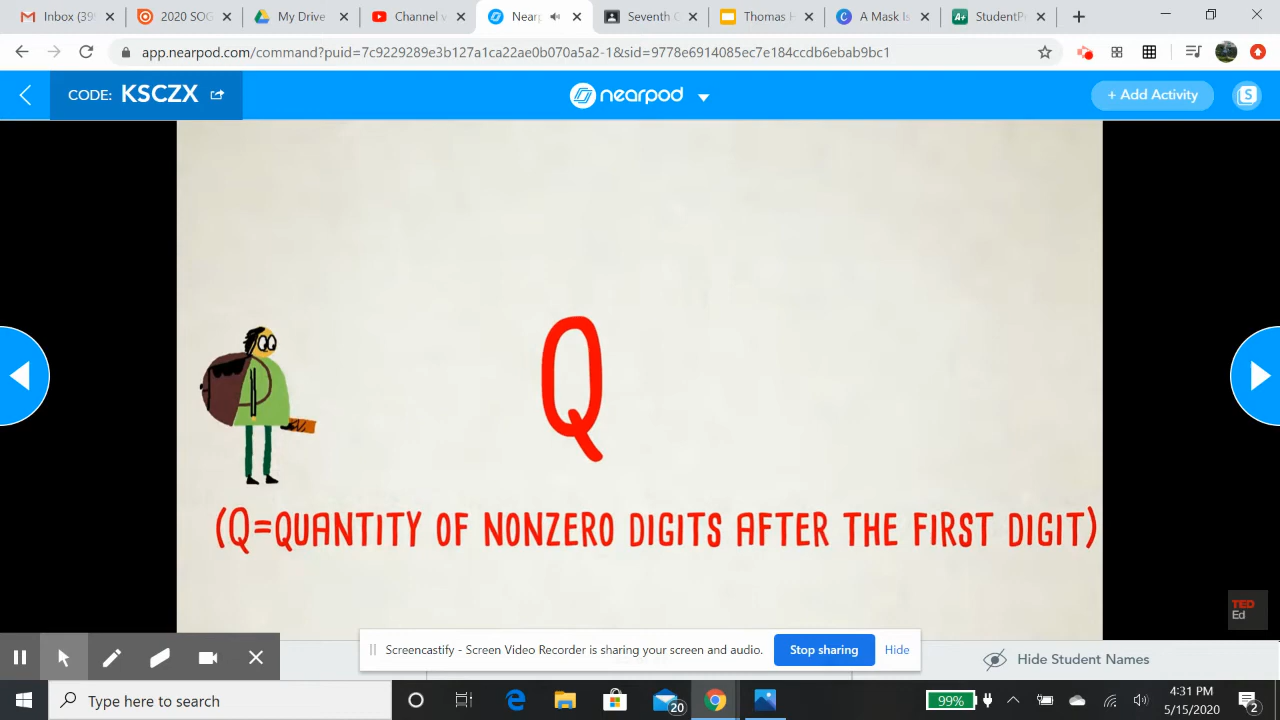 Inbox (39
2020 SOG
My Drive
Channel v
Nearp
Seventh C
Thomas H
A Mask Is
StudentPr
app.nearpod.com/command?puid=7c9229289e3b127a1ca22ae0b070a5a2-1&sid=9778e6914085ec7e184ccdb6ebab9bc1
CODE: KSCZX
nearpod
+ Add Activity
S
Q
(Q=QUANTITY OF NONZERO DIGITS AFTER THE FIRST DIGIT)
TED
Ed
Screencastify - Screen Video Recorder is sharing your screen and audio.
Stop sharing
Hide
Hide Student Names
Type here to search
20
99%
4:31 PM
5/15/2020
2